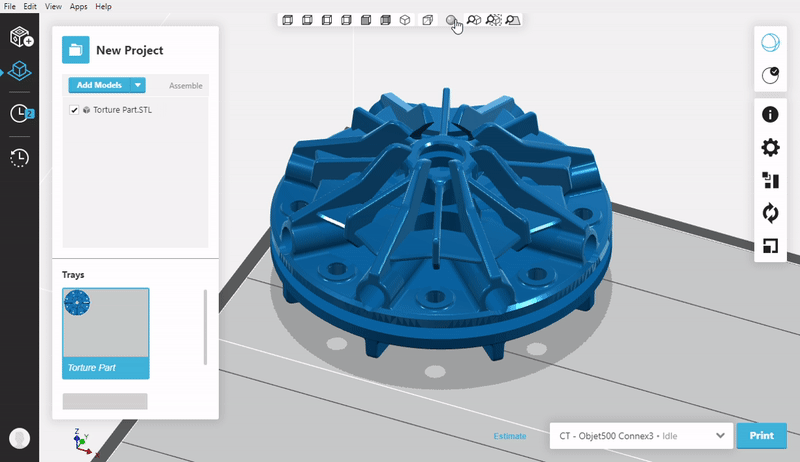 File Edit View Apps Help
New Project
Add Models Assemble
Torture Part.STL
2
Trays
Torture Part
Z
Y
X
Estimate CT - Objet500 Connex3 • Idle Print